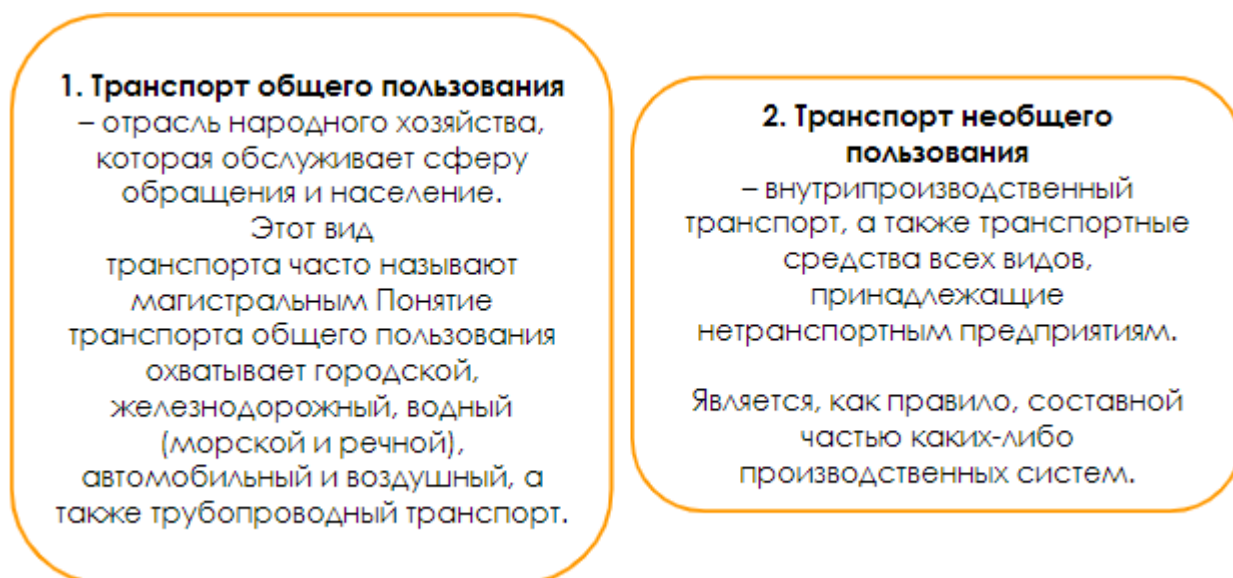 1. Транспорт общего пользования
– отрасль народного хозяйства,
которая обслуживает сферу
обращения и население.
Этот вид
транспорта часто называют
магистральным Понятие
транспорта общего пользования
охватывает городской,
железнодорожный, водный
(морской и речной),
автомобильный и воздушный, а
также трубопроводный транспорт.
2. Транспорт необщего
пользования
– внутрипроизводственный
транспорт, а также транспортные
средства всех видов,
принадлежащие
нетранспортным предприятиям.
Является, как правило, составной
частью каких-либо
производственных систем.